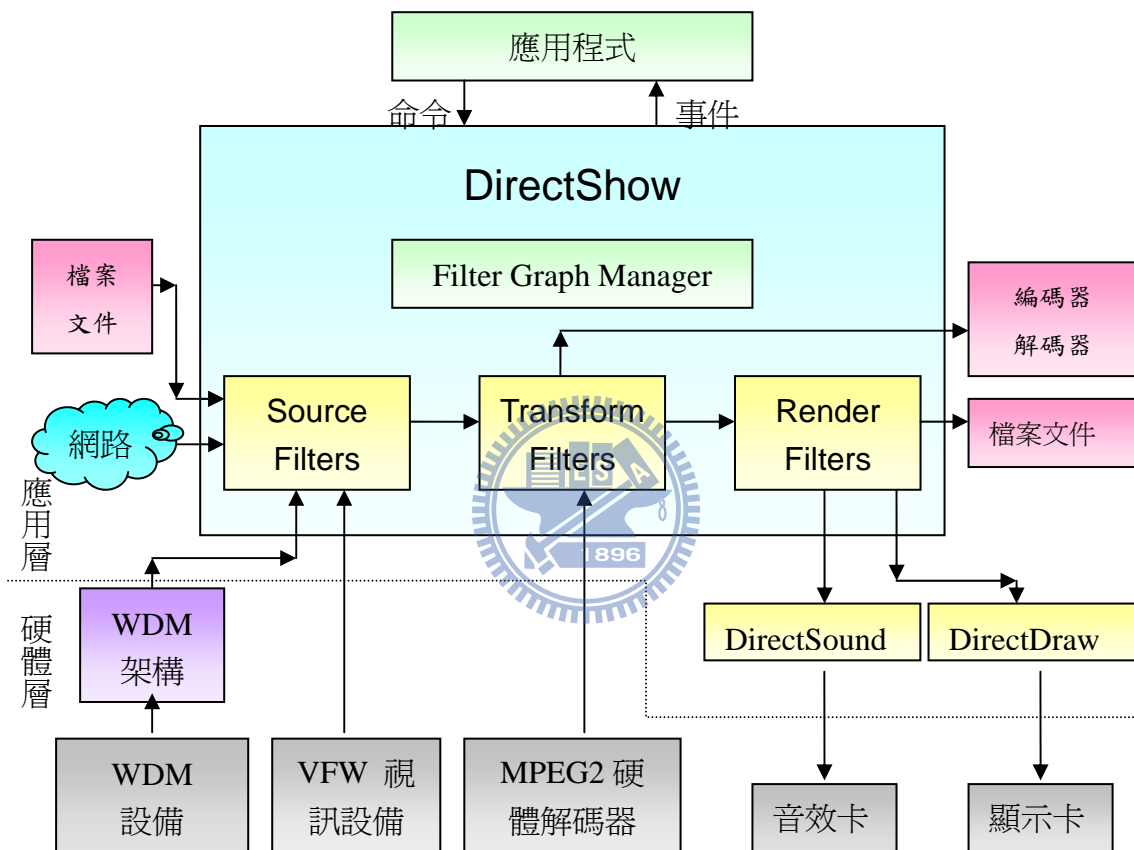 應用程式
命令
事件
DirectShow
Filter Graph Manager
檔案
文件
編碼器
解碼器
網路
Source
Filters
Transform
Filters
Render
Filters
檔案文件
應用層
E S A
1896
硬體層
WDM
架構
DirectSound
DirectDraw
WDM
設備
VFW 視
訊設備
MPEG2 硬
體解碼器
音效卡
顯示卡